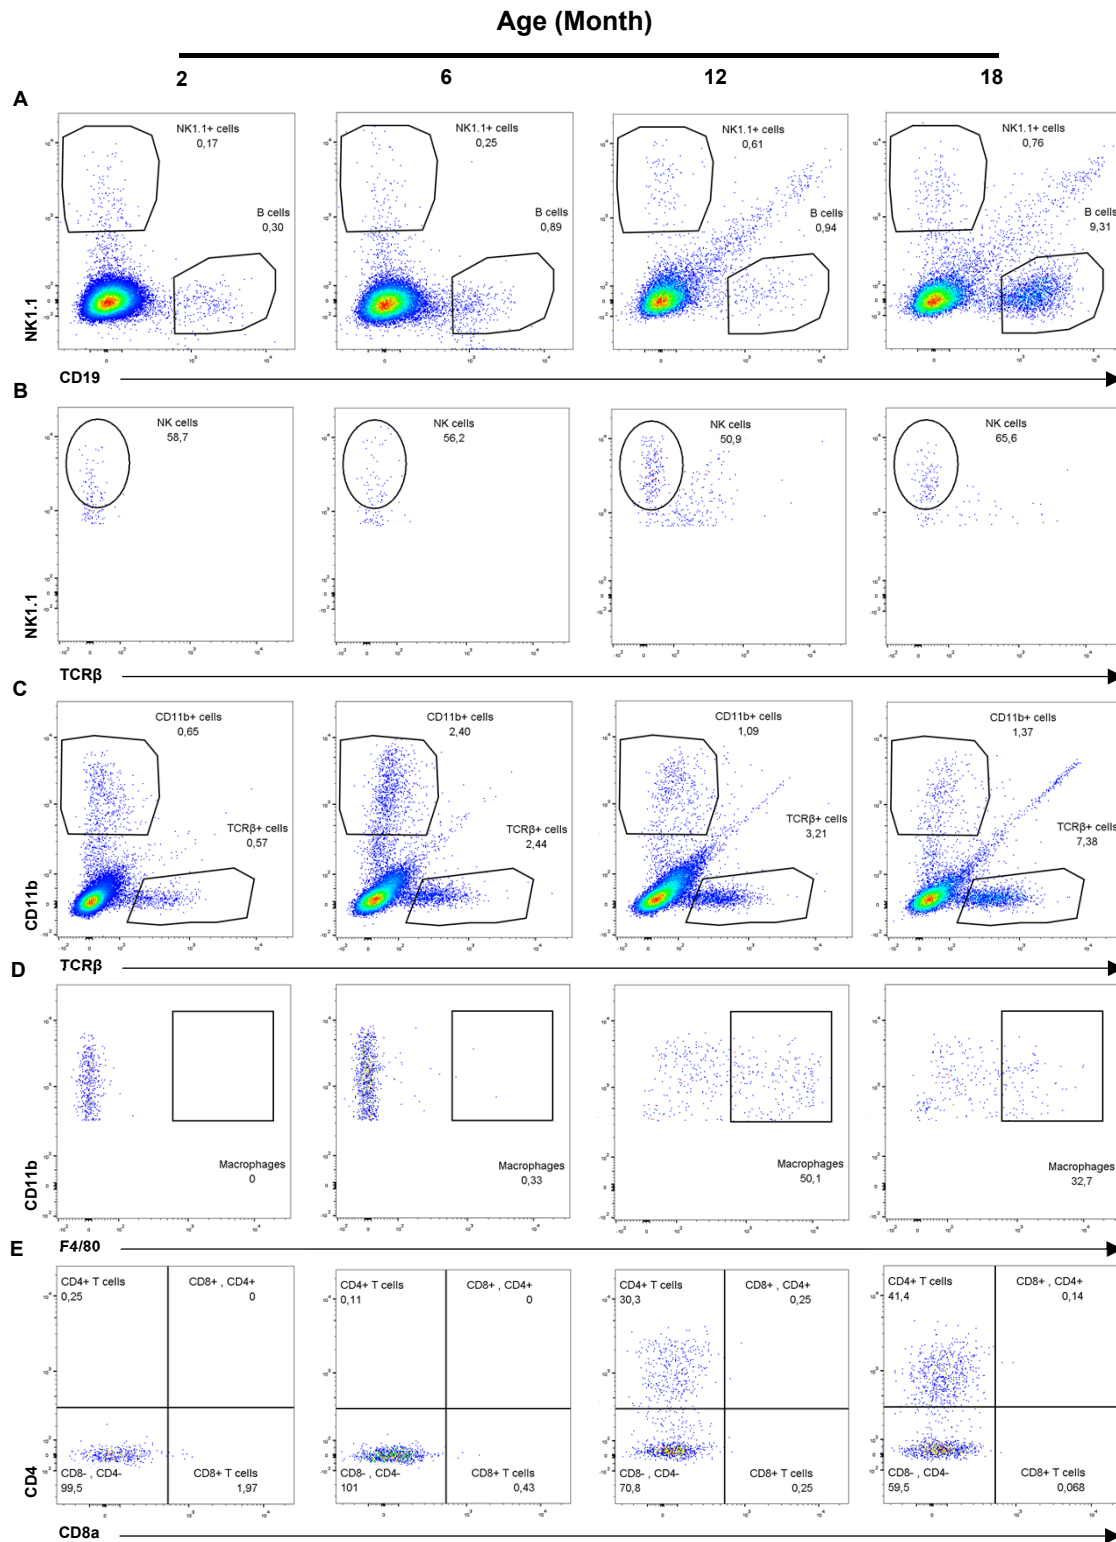 Age (Month)
2 6 12 18
A
NK1.1+ cells
0,17
B cells
0,30
NK1.1+ cells
0,25
B cells
0,89
NK1.1+ cells
0,61
B cells
0,94
NK1.1+ cells
0,76
B cells
9,31
NK1.1
CD19
B
NK cells
58,7
NK cells
56,2
NK cells
50,9
NK cells
65,6
NK1.1
TCRβ
C
CD11b+ cells
0,65
TCRβ+ cells
0,57
CD11b+ cells
2,40
TCRβ+ cells
2,44
CD11b+ cells
1,09
TCRβ+ cells
3,21
CD11b+ cells
1,37
TCRβ+ cells
7,38
CD11b
TCRβ
D
Macrophages
0
Macrophages
0,33
Macrophages
50,1
Macrophages
32,7
CD11b
F4/80
E
CD4+ T cells
0,25
CD8+ , CD4+
0
CD8- , CD4-
99,5
CD8+ T cells
1,97
CD4+ T cells
0,11
CD8+ , CD4+
0
CD8- , CD4-
101
CD8+ T cells
0,43
CD4+ T cells
30,3
CD8+ , CD4+
0,25
CD8- , CD4-
70,8
CD8+ T cells
0,25
CD4+ T cells
41,4
CD8+ , CD4+
0,14
CD8- , CD4-
59,5
CD8+ T cells
0,068
CD4
CD8a